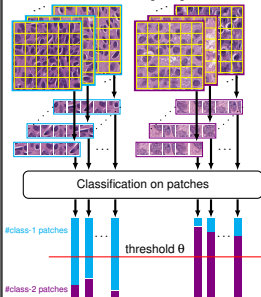 Classification on patches
#class-1 patches
threshold θ
#class-2 patches